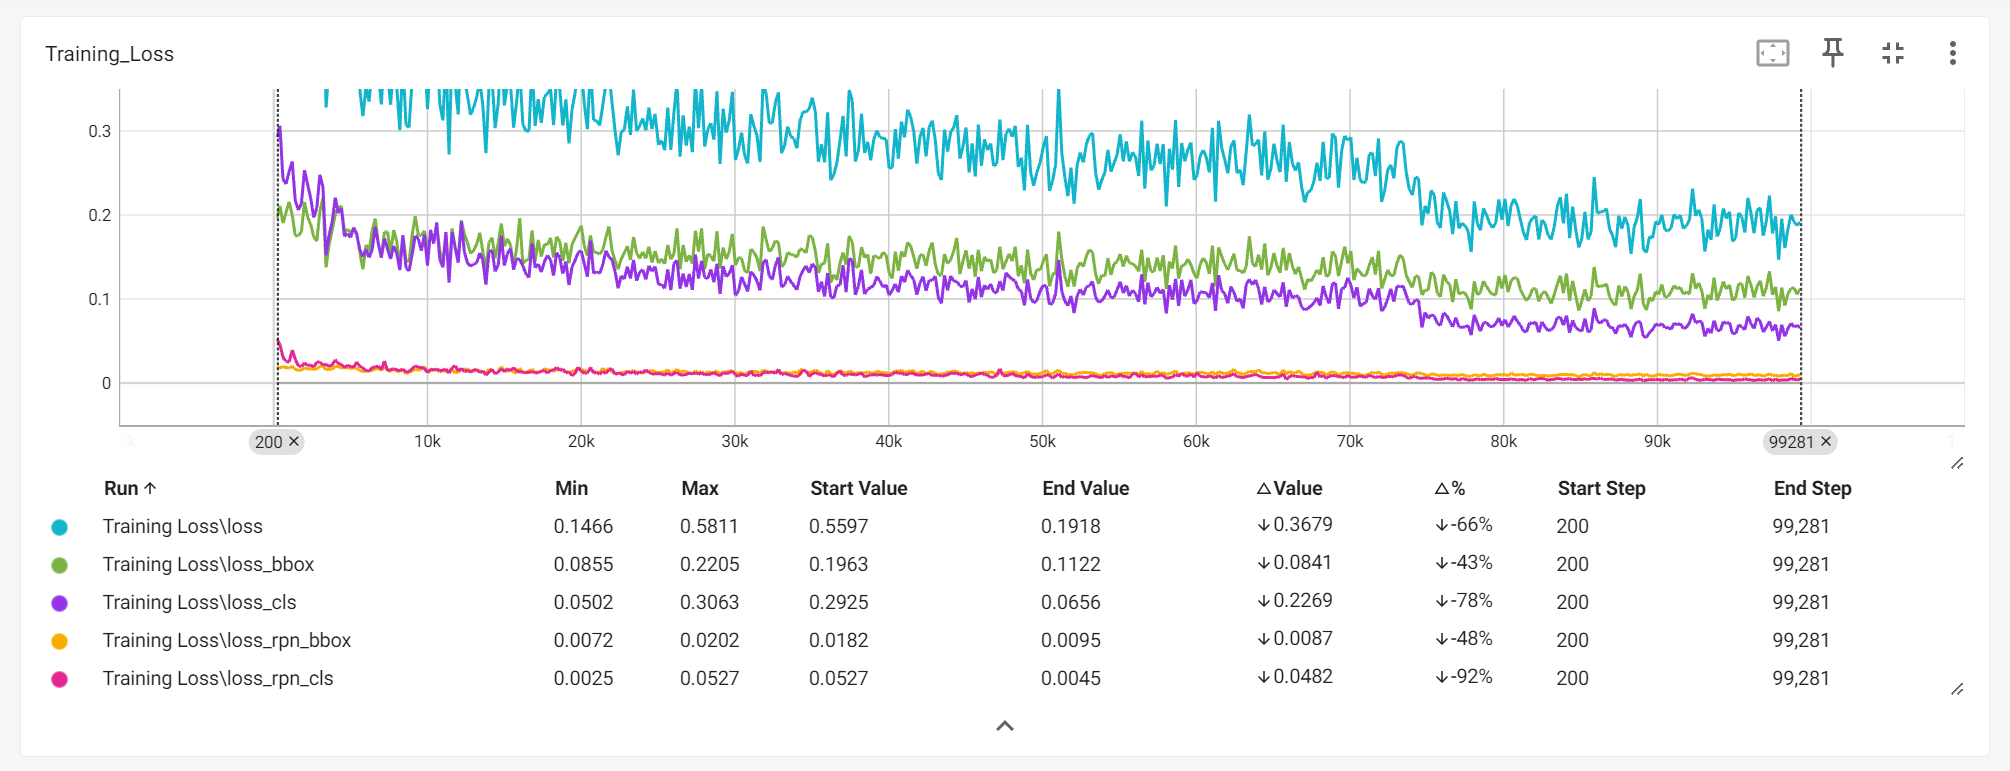 Training_Loss
0.3
0.2
0.1
0
200 × 10k 20k 30k 40k 50k 60k 70k 80k 90k 99281 ×
Run ↑ Min Max Start Value End Value △Value △% Start Step End Step
Training Loss\loss 0.1466 0.5811 0.5597 0.1918 ↓0.3679 ↓-66% 200 99,281
Training Loss\loss_bbox 0.0855 0.2205 0.1963 0.1122 ↓0.0841 ↓-43% 200 99,281
Training Loss\loss_cls 0.0502 0.3063 0.2925 0.0656 ↓0.2269 ↓-78% 200 99,281
Training Loss\loss_rpn_bbox 0.0072 0.0202 0.0182 0.0095 ↓0.0087 ↓-48% 200 99,281
Training Loss\loss_rpn_cls 0.0025 0.0527 0.0527 0.0045 ↓0.0482 ↓-92% 200 99,281